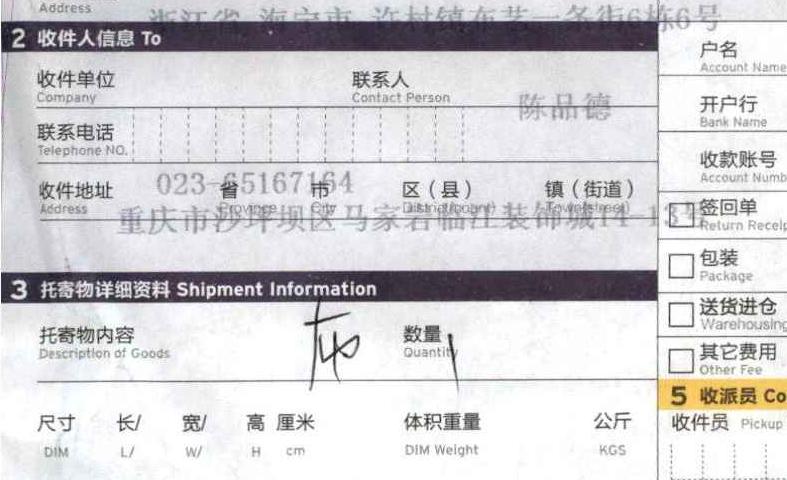 Address
浙江省 海宁市 许村镇布艺一条街6栋6号
2 收件人信息 To
户名
Account Name
收件单位 联系人
Company Contact Person
陈品德
开户行
Bank Name
联系电话
Telephone NO.
收款账号
Account Numb
023-65167164
收件地址 省 市 区(县) 镇(街道)
Address Province City District(county) Town(street)
重庆市沙坪坝区马家岩临江装饰城14-13号
签回单
Return Receip
包装
Package
3 托寄物详细资料 Shipment Information
送货进仓
Warehousing
托寄物内容 布 数量 1
Description of Goods Quantity
其它费用
Other Fee
5 收派员 Co
尺寸 长/ 宽/ 高 厘米 体积重量 公斤
DIM L/ W/ H cm DIM Weight KGS
收件员 Pickup